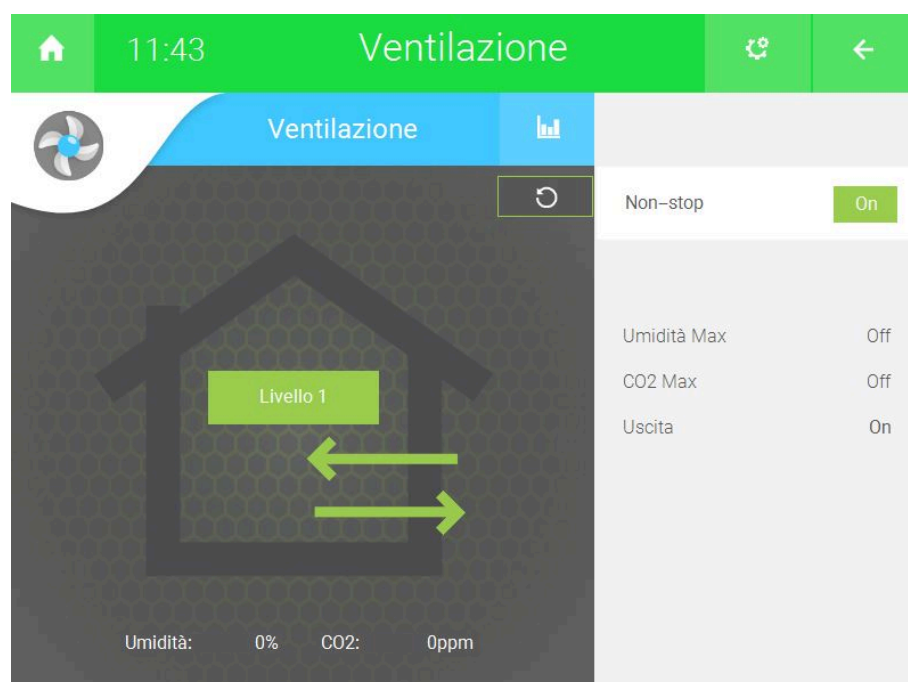 11:43 Ventilazione
Ventilazione
Non-stop On
Livello 1
Umidità Max Off
CO2 Max Off
Uscita On
Umidità: 0% CO2: 0ppm